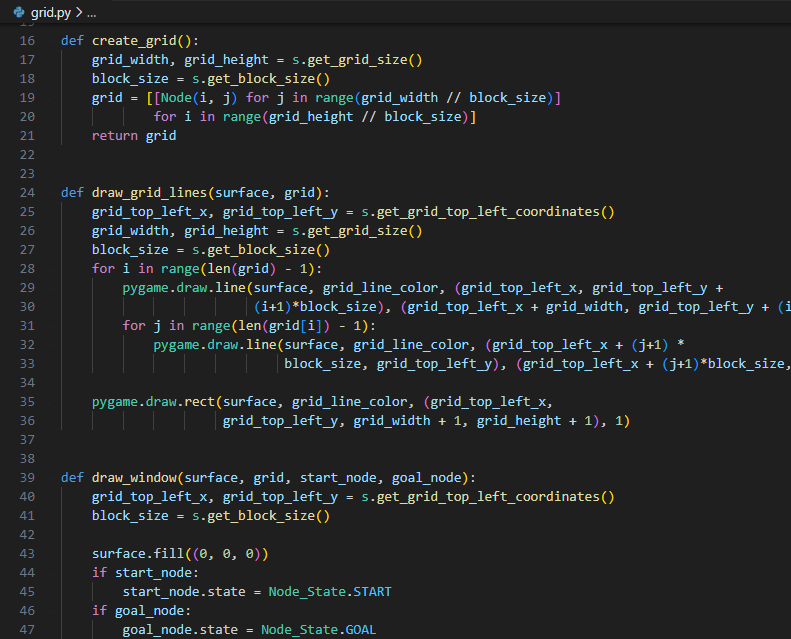 grid.py > ...
16 def create_grid():
17 grid_width, grid_height = s.get_grid_size()
18 block_size = s.get_block_size()
19 grid = [[Node(i, j) for j in range(grid_width // block_size)]
20 for i in range(grid_height // block_size)]
21 return grid
22
23
24 def draw_grid_lines(surface, grid):
25 grid_top_left_x, grid_top_left_y = s.get_grid_top_left_coordinates()
26 grid_width, grid_height = s.get_grid_size()
27 block_size = s.get_block_size()
28 for i in range(len(grid) - 1):
29 pygame.draw.line(surface, grid_line_color, (grid_top_left_x, grid_top_left_y +
30 (i+1)*block_size), (grid_top_left_x + grid_width, grid_top_left_y + (i
31 for j in range(len(grid[i]) - 1):
32 pygame.draw.line(surface, grid_line_color, (grid_top_left_x + (j+1) *
33 block_size, grid_top_left_y), (grid_top_left_x + (j+1)*block_size,
34
35 pygame.draw.rect(surface, grid_line_color, (grid_top_left_x,
36 grid_top_left_y, grid_width + 1, grid_height + 1), 1)
37
38
39 def draw_window(surface, grid, start_node, goal_node):
40 grid_top_left_x, grid_top_left_y = s.get_grid_top_left_coordinates()
41 block_size = s.get_block_size()
42
43 surface.fill((0, 0, 0))
44 if start_node:
45 start_node.state = Node_State.START
46 if goal_node:
47 goal_node.state = Node_State.GOAL